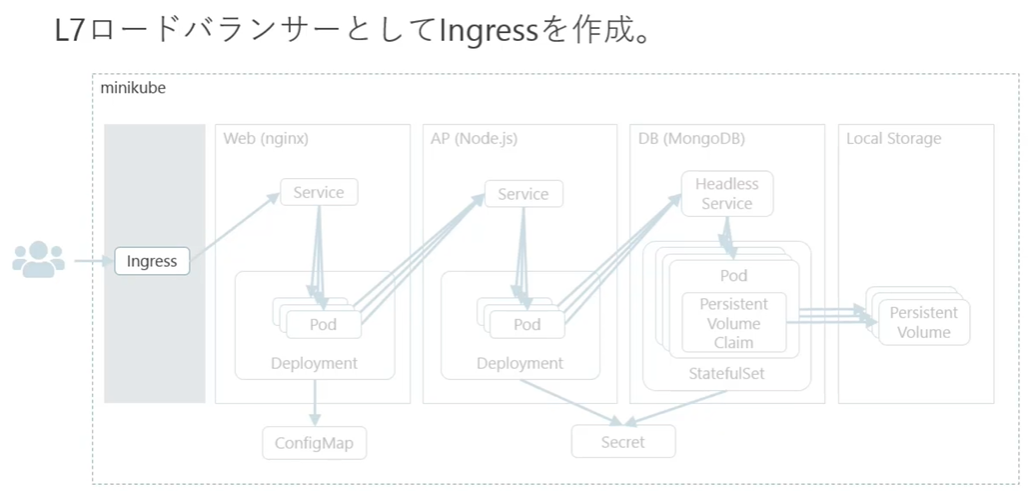 L7ロードバランサーとしてIngressを作成。
minikube
Ingress
Web (nginx)
Service
Pod
Deployment
ConfigMap
AP (Node.js)
Service
Pod
Deployment
Secret
DB (MongoDB)
Headless
Service
Pod
Persistent
Volume
Claim
StatefulSet
Local Storage
Persistent
Volume